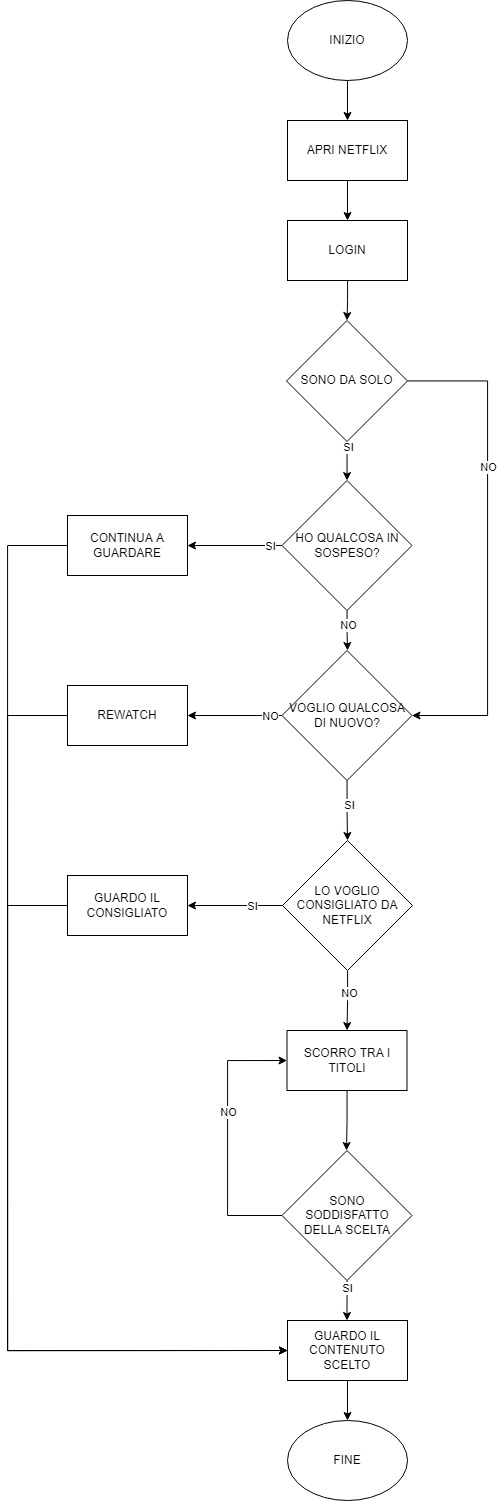 INIZIO
APRI NETFLIX
LOGIN
SONO DA SOLO
SI
NO
HO QUALCOSA IN
SOSPESO?
SI
CONTINUA A
GUARDARE
NO
VOGLIO QUALCOSA
DI NUOVO?
NO
REWATCH
SI
LO VOGLIO
CONSIGLIATO DA
NETFLIX
SI
GUARDO IL
CONSIGLIATO
NO
SCORRO TRA I
TITOLI
NO
SONO
SODDISFATTO
DELLA SCELTA
SI
GUARDO IL
CONTENUTO
SCELTO
FINE